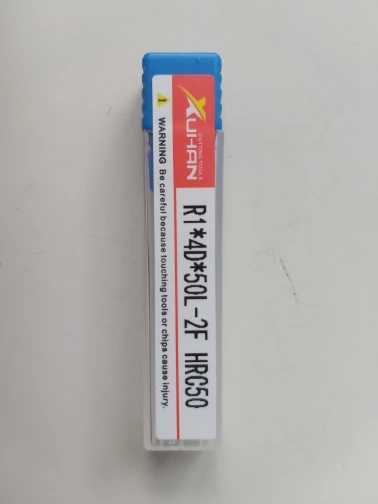 XUHAN
CUTTING TOOLS
R1*4D*50L-2F HRC50
WARNING Be careful because touching tools or chips cause injury.